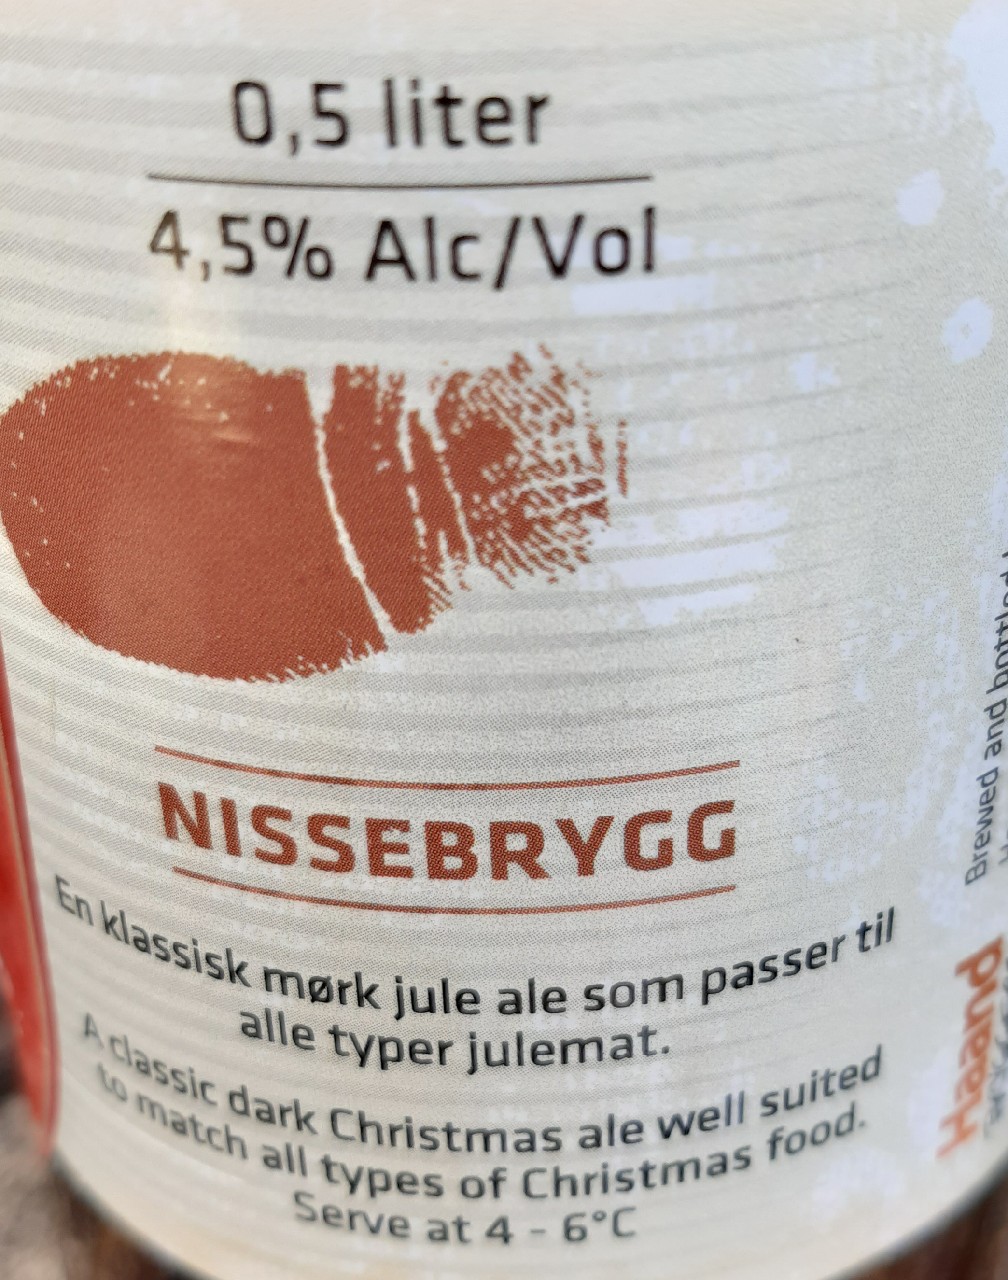 0,5 liter
4,5% Alc/Vol
NISSEBRYGG
En klassisk mørk jule ale som passer til
alle typer julemat.
A classic dark Christmas ale well suited
to match all types of Christmas food.
Serve at 4 - 6°C
Brewed and bottled
Haand